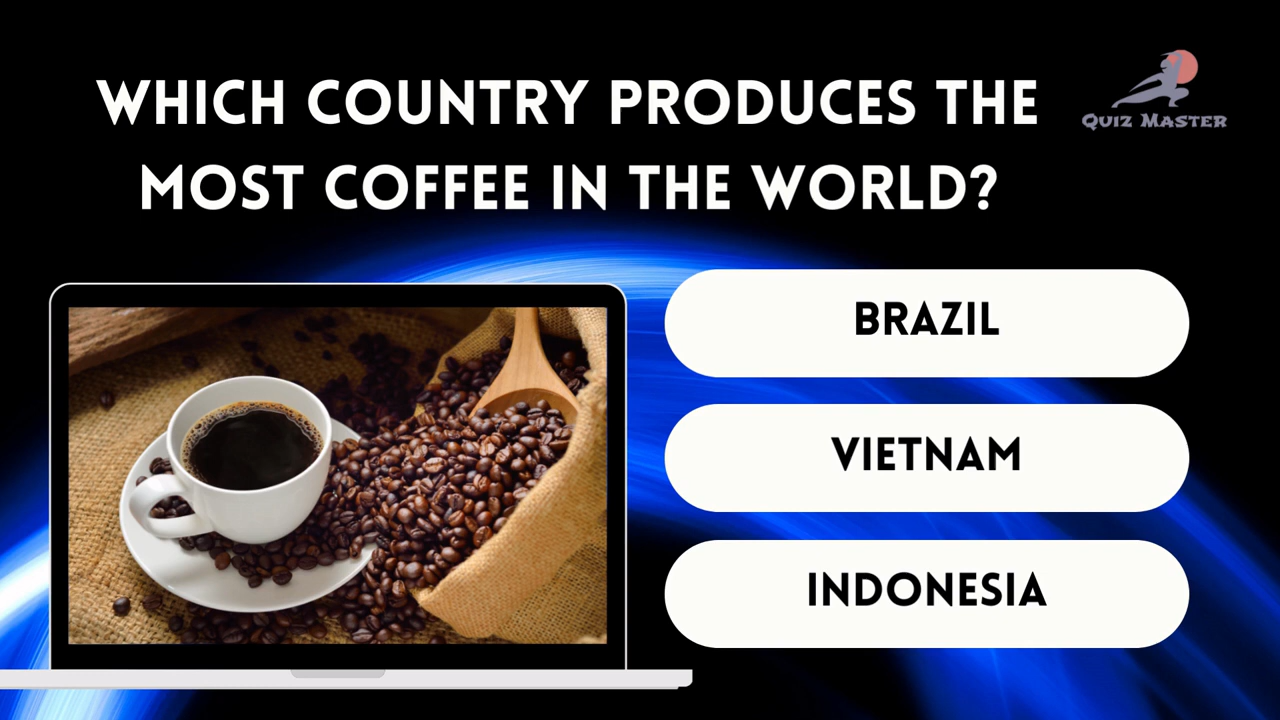 WHICH COUNTRY PRODUCES THE
MOST COFFEE IN THE WORLD?
QUIZ MASTER
BRAZIL
VIETNAM
INDONESIA